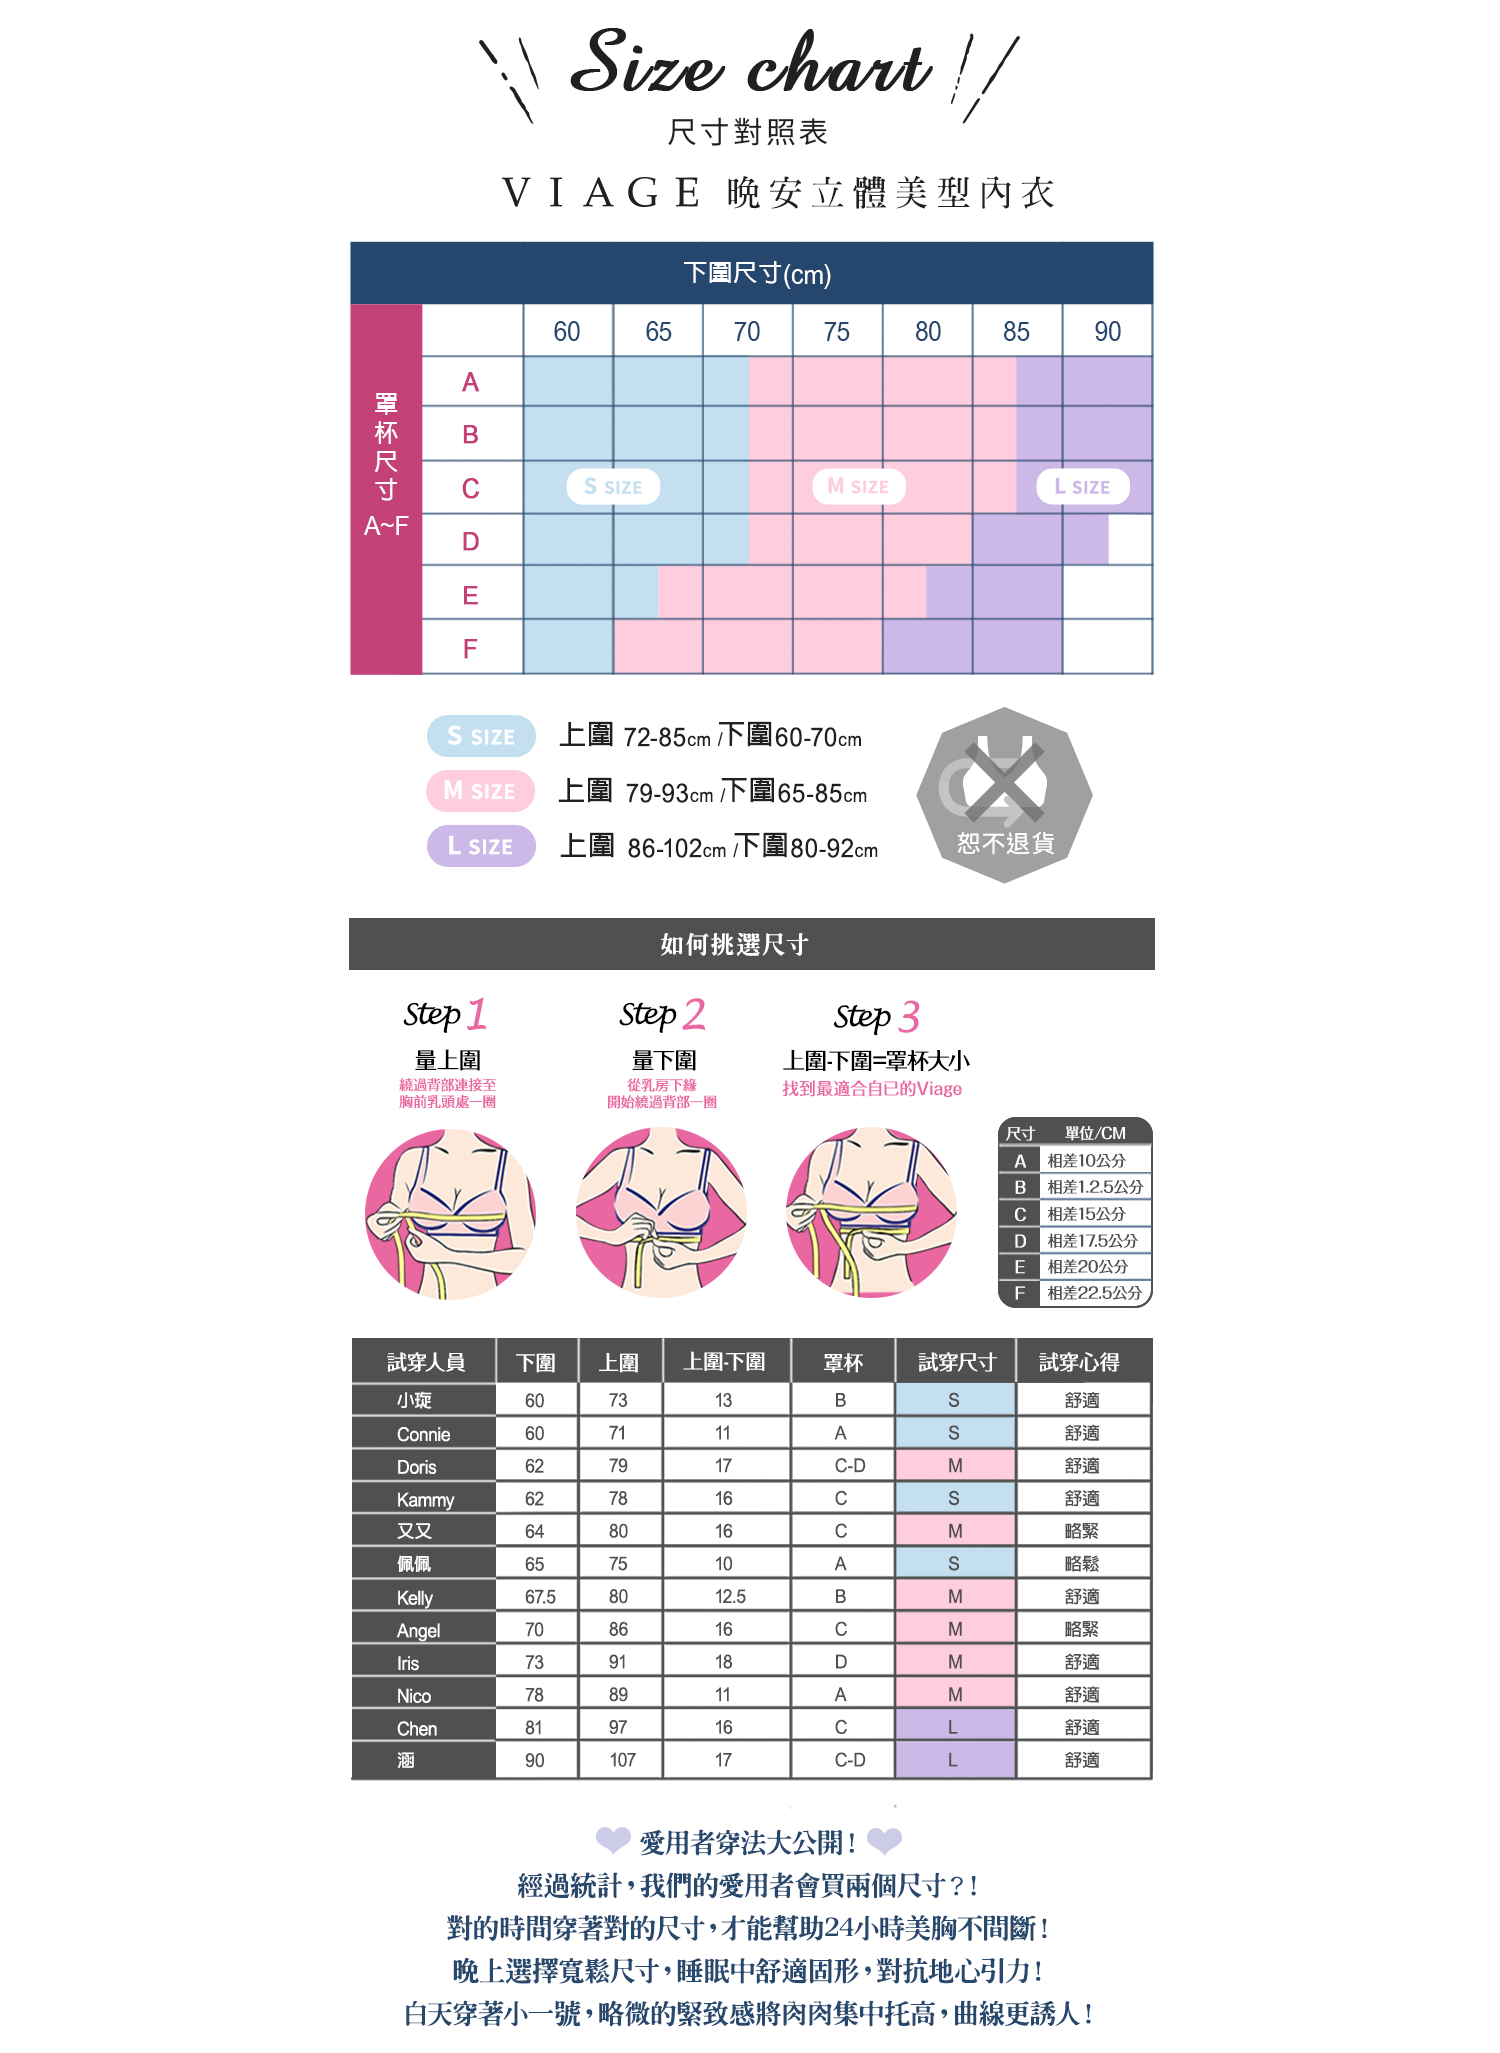 Size chart
尺寸對照表
VIAGE 晚安立體美型內衣
下圍尺寸(cm)
60 65 70 75 80 85 90
罩杯尺寸 A~F
A
B
C
S SIZE M SIZE L SIZE
D
E
F
S SIZE 上圍 72-85cm /下圍60-70cm
M SIZE 上圍 79-93cm /下圍65-85cm
L SIZE 上圍 86-102cm /下圍80-92cm
恕不退貨
如何挑選尺寸
Step 1
量上圍
繞過背部連接至
胸前乳頭處一圈
Step 2
量下圍
從乳房下緣
開始繞過背部一圈
Step 3
上圍-下圍=罩杯大小
找到最適合自已的Viage
尺寸 單位/CM
A 相差10公分
B 相差1.2.5公分
C 相差15公分
D 相差17.5公分
E 相差20公分
F 相差22.5公分
試穿人員 下圍 上圍 上圍-下圍 罩杯 試穿尺寸 試穿心得
小琁 60 73 13 B S 舒適
Connie 60 71 11 A S 舒適
Doris 62 79 17 C-D M 舒適
Kammy 62 78 16 C S 舒適
又又 64 80 16 C M 略緊
佩佩 65 75 10 A S 略鬆
Kelly 67.5 80 12.5 B M 舒適
Angel 70 86 16 C M 略緊
Iris 73 91 18 D M 舒適
Nico 78 89 11 A M 舒適
Chen 81 97 16 C L 舒適
涵 90 107 17 C-D L 舒適
愛用者穿法大公開!
經過統計，我們的愛用者會買兩個尺寸?!
對的時間穿著對的尺寸，才能幫助24小時美胸不間斷!
晚上選擇寬鬆尺寸，睡眠中舒適固形，對抗地心引力!
白天穿著小一號，略微的緊致感將肉肉集中托高，曲線更誘人!